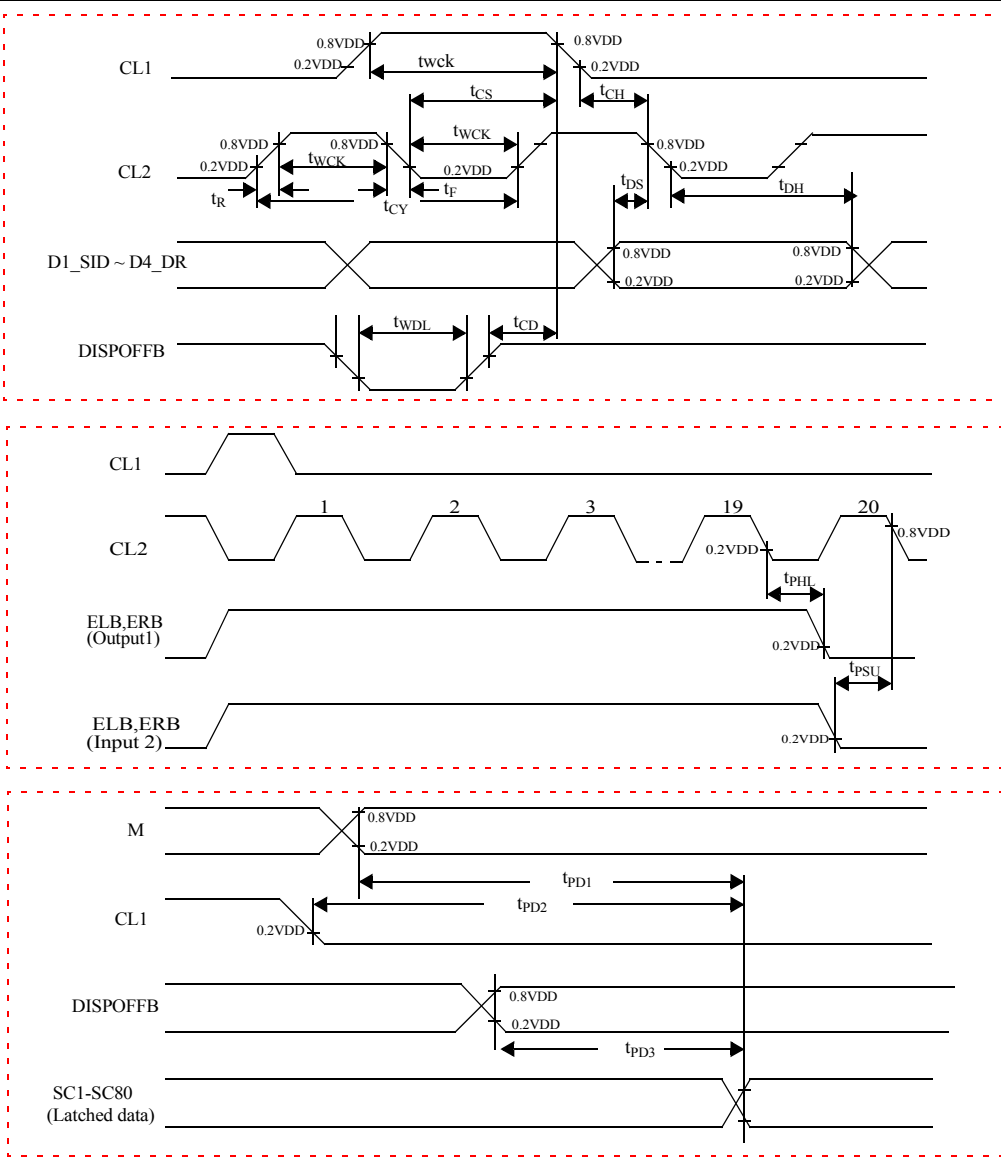 0.8VDD 0.8VDD
CL1 0.2VDD twck 0.2VDD
tCS tCH
0.8VDD 0.8VDD tWCK 0.8VDD
CL2 0.2VDD tWCK 0.2VDD 0.2VDD
tR tCY tF tDS tDH
D1_SID ~ D4_DR 0.8VDD 0.8VDD
0.2VDD 0.2VDD
tWDL tCD
DISPOFFB
CL1
1 2 3 19 20
CL2 0.2VDD 0.8VDD
tPHL
ELB,ERB
(Output1) 0.2VDD
tPSU
ELB,ERB
(Input 2) 0.2VDD
M 0.8VDD
0.2VDD
tPD1
tPD2
CL1 0.2VDD
DISPOFFB 0.8VDD
0.2VDD
tPD3
SC1-SC80
(Latched data)